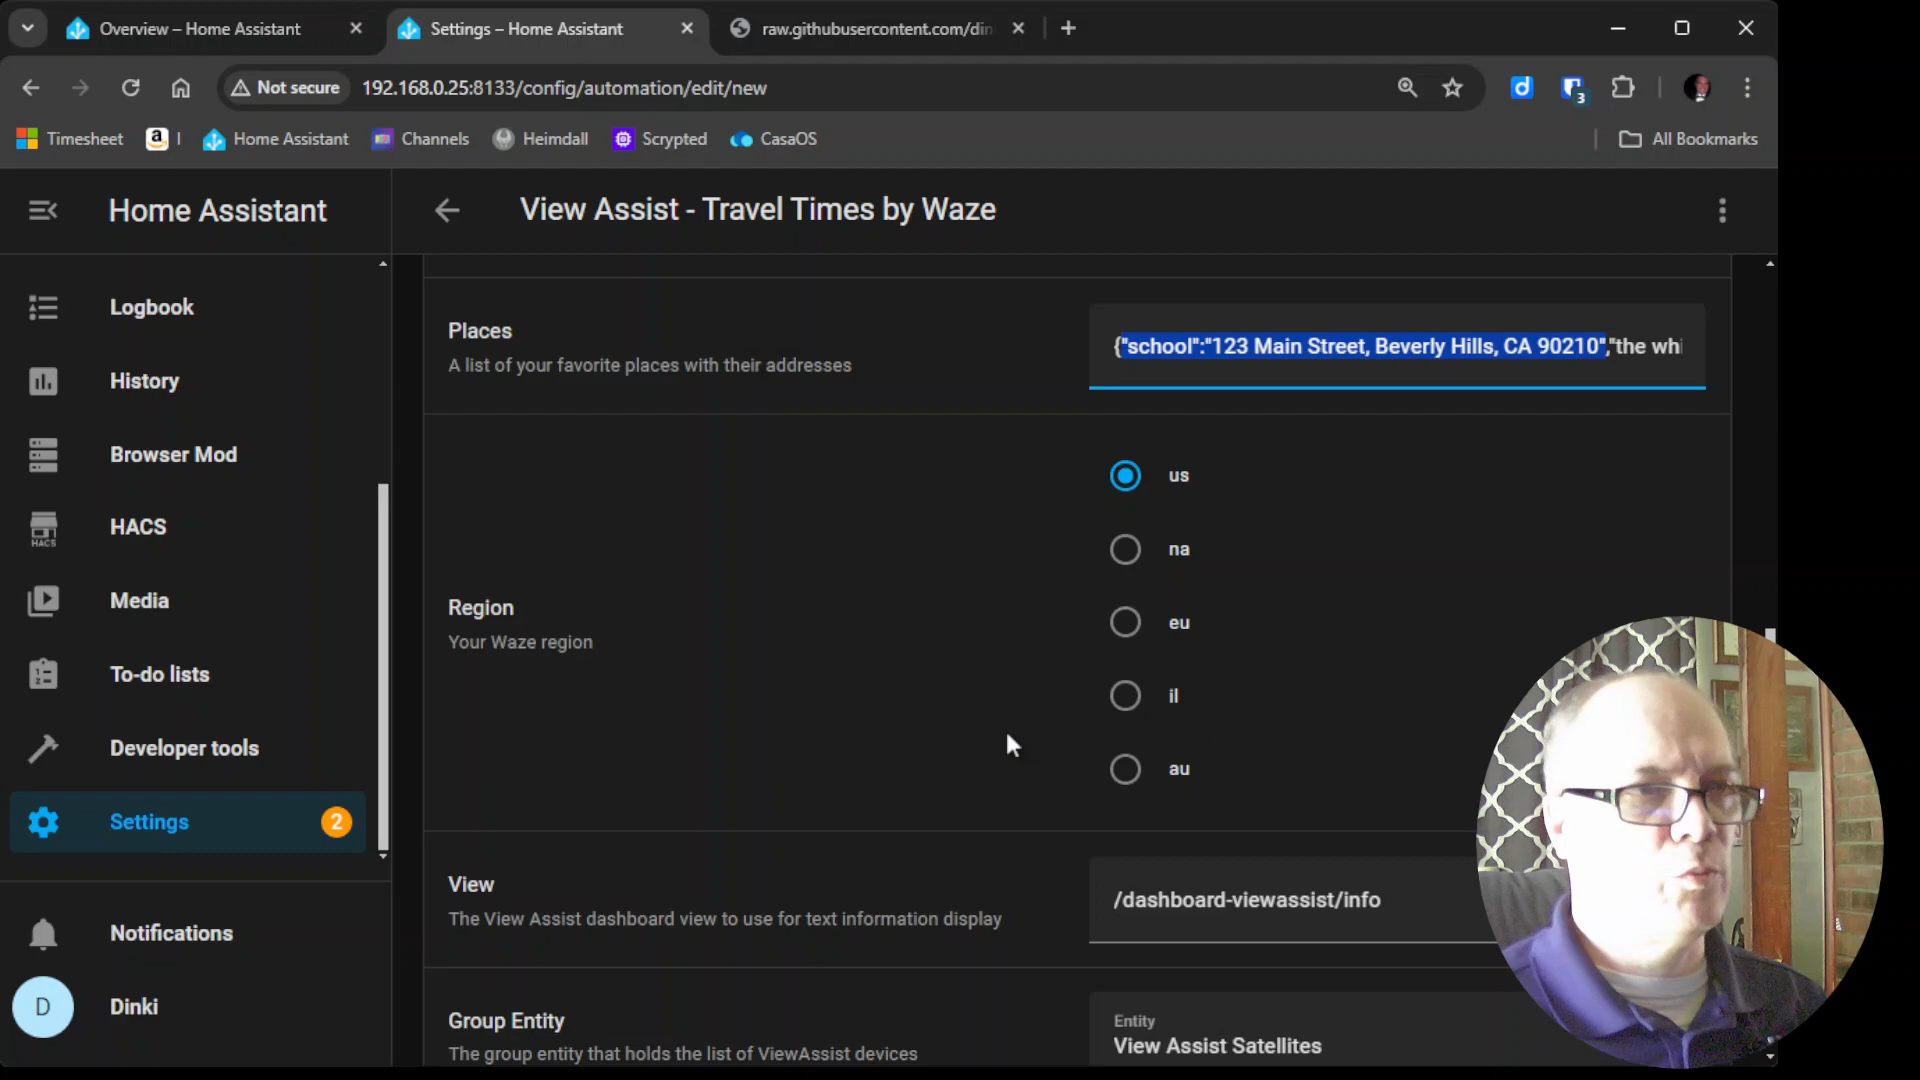 Overview – Home Assistant
Settings – Home Assistant
raw.githubusercontent.com/din
Not secure
192.168.0.25:8133/config/automation/edit/new
3
Timesheet
I
Home Assistant
Channels
Heimdall
Scrypted
CasaOS
All Bookmarks
Home Assistant
View Assist - Travel Times by Waze
Logbook
History
Browser Mod
HACS
HACS
Media
To-do lists
Developer tools
Settings
2
Notifications
D
Dinki
Places
A list of your favorite places with their addresses
{"school":"123 Main Street, Beverly Hills, CA 90210","the whi
Region
Your Waze region
us
na
eu
il
au
View
The View Assist dashboard view to use for text information display
/dashboard-viewassist/info
Group Entity
The group entity that holds the list of ViewAssist devices
Entity
View Assist Satellites